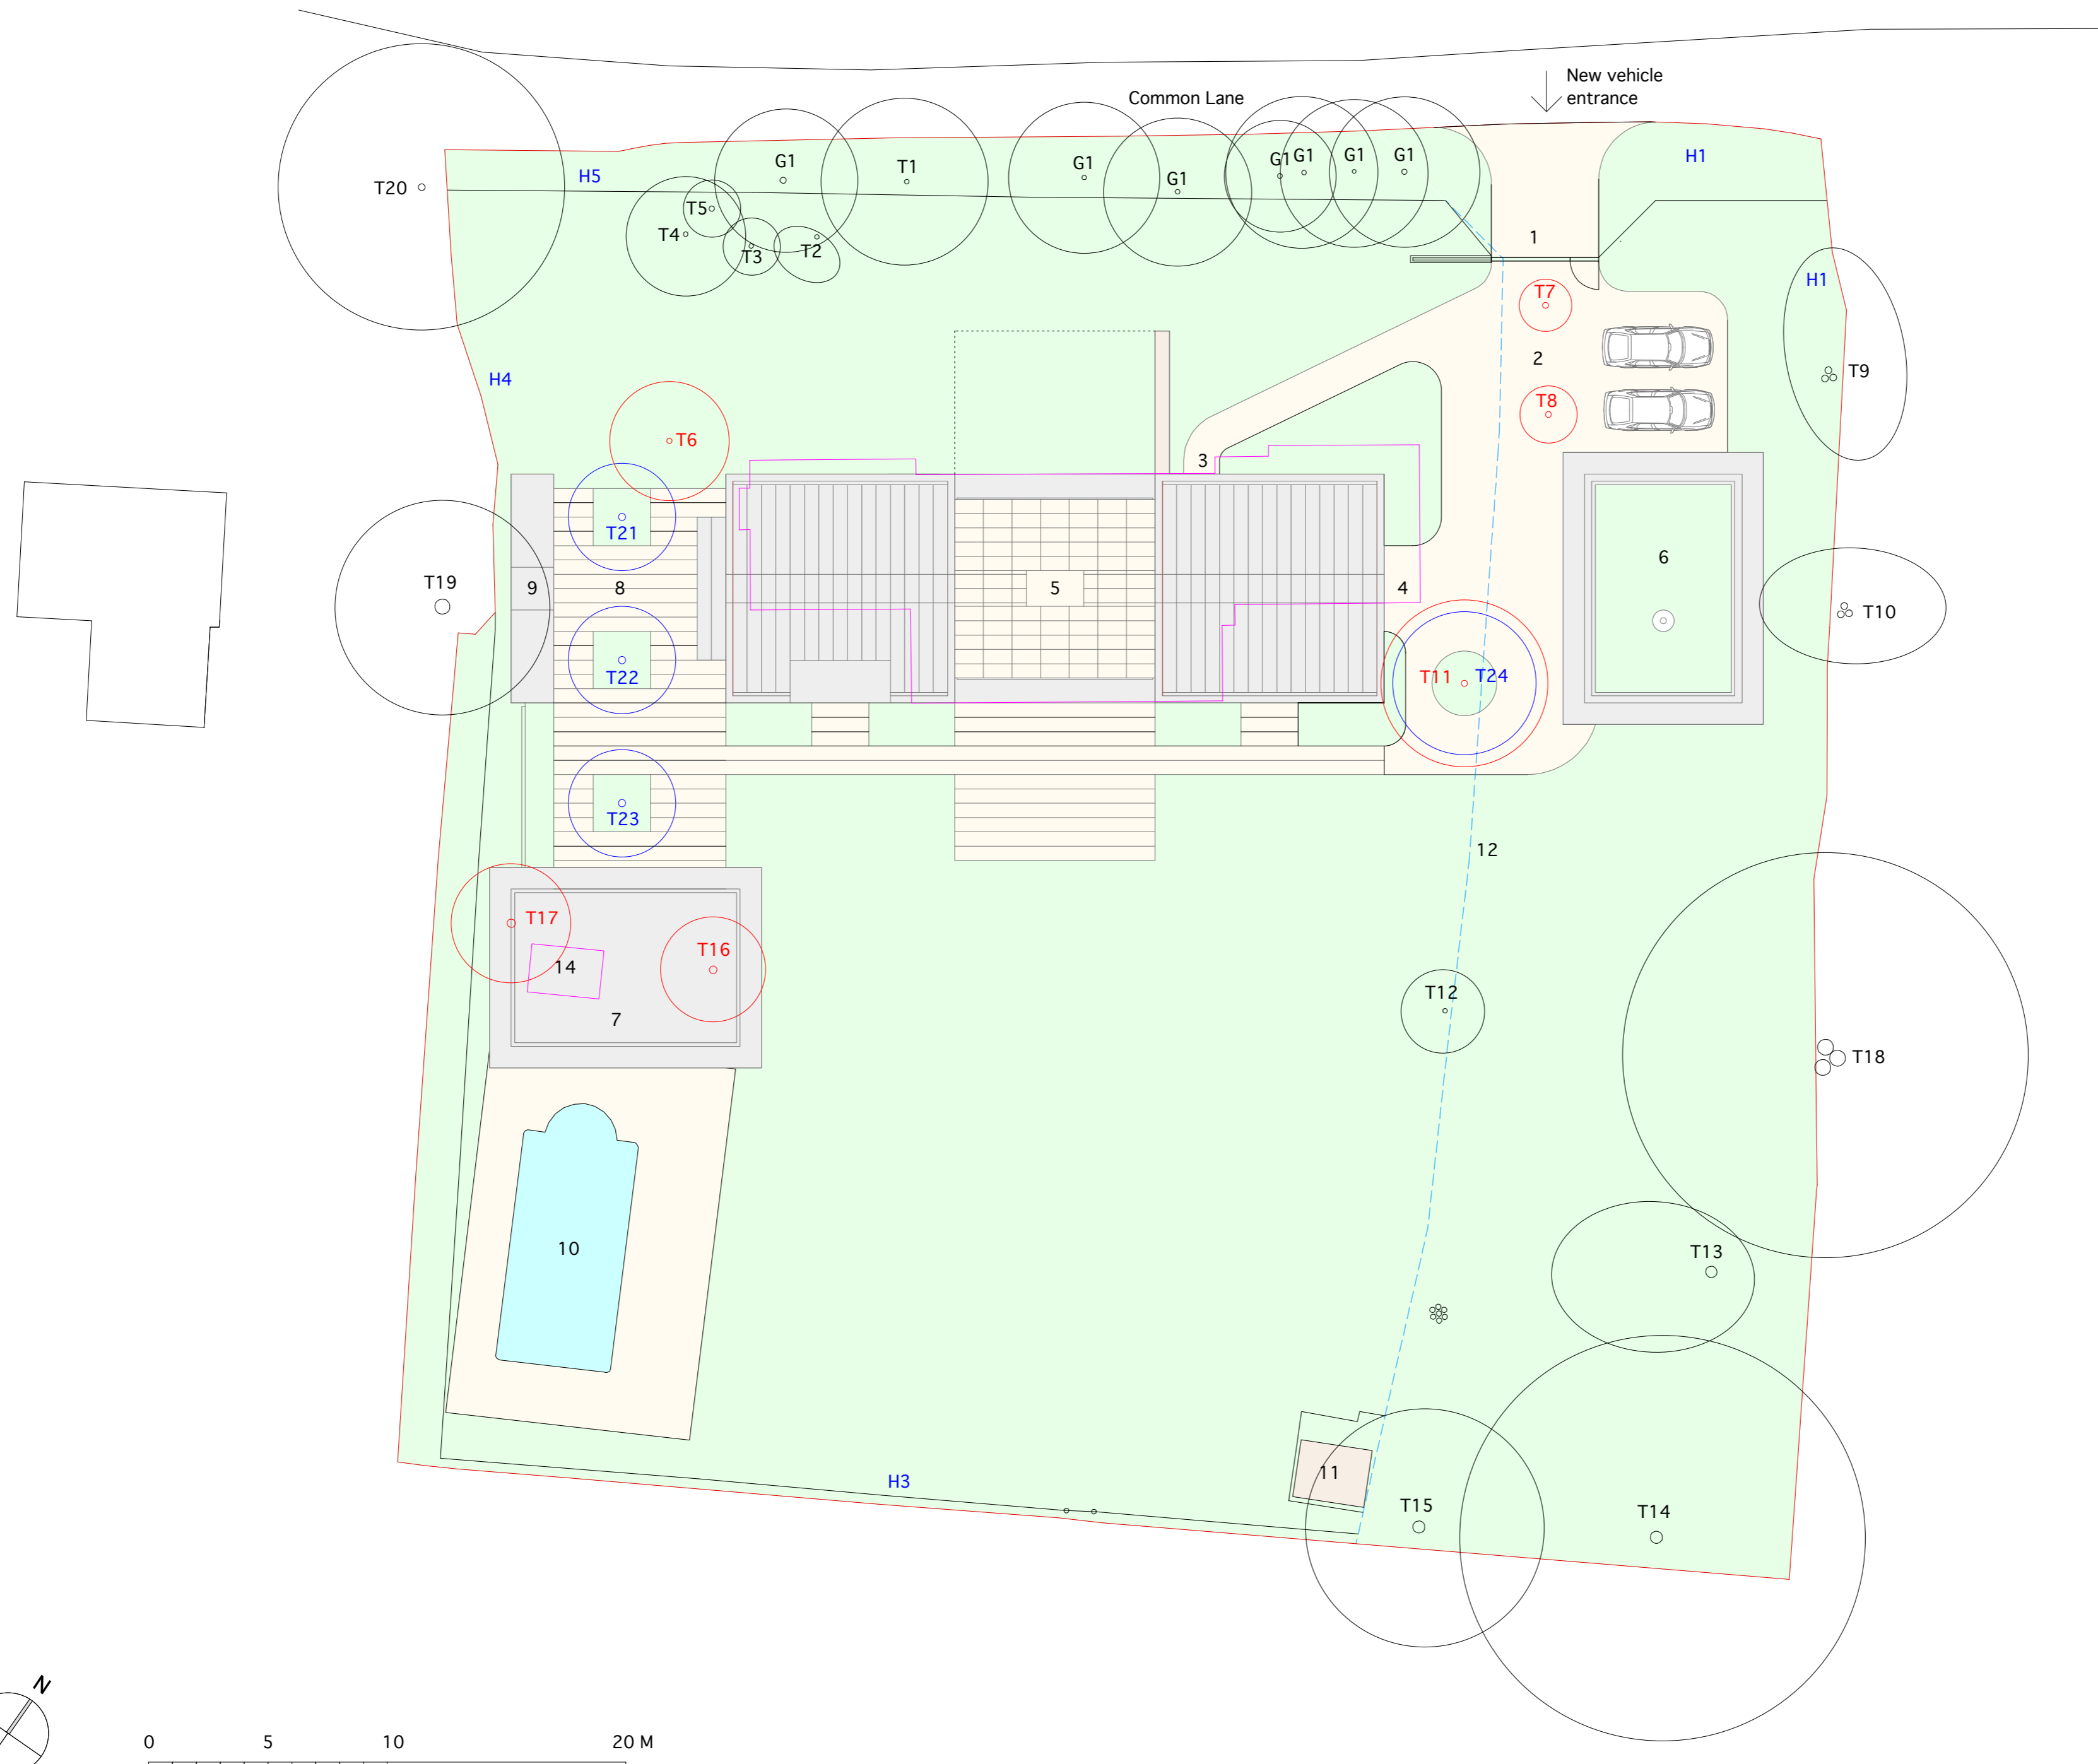 New vehicle
entrance
Common Lane
H1
G1
T1
G1
G1
G1
G1
G1
G1
H5
T20
T5
T4
T3
T2
1
H1
T7
2
T9
H4
T8
T6
3
T21
6
T19
9
8
5
4
T10
T22
T11
T24
T23
12
T17
T16
14
7
T12
T18
10
T13
11
H3
T15
T14
N
0
5
10
20 M